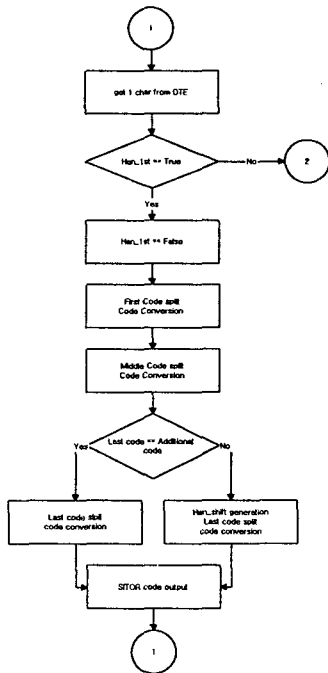 1
get 1 char from DTE
Han_1st == True
No
2
Yes
Han_1st == False
First Code split
Code Conversion
Middle Code split
Code Conversion
Last code == Additional
code
Yes
No
Last code split
code conversion
Han_shift generation
Last code split
code conversion
SITOR code output
1